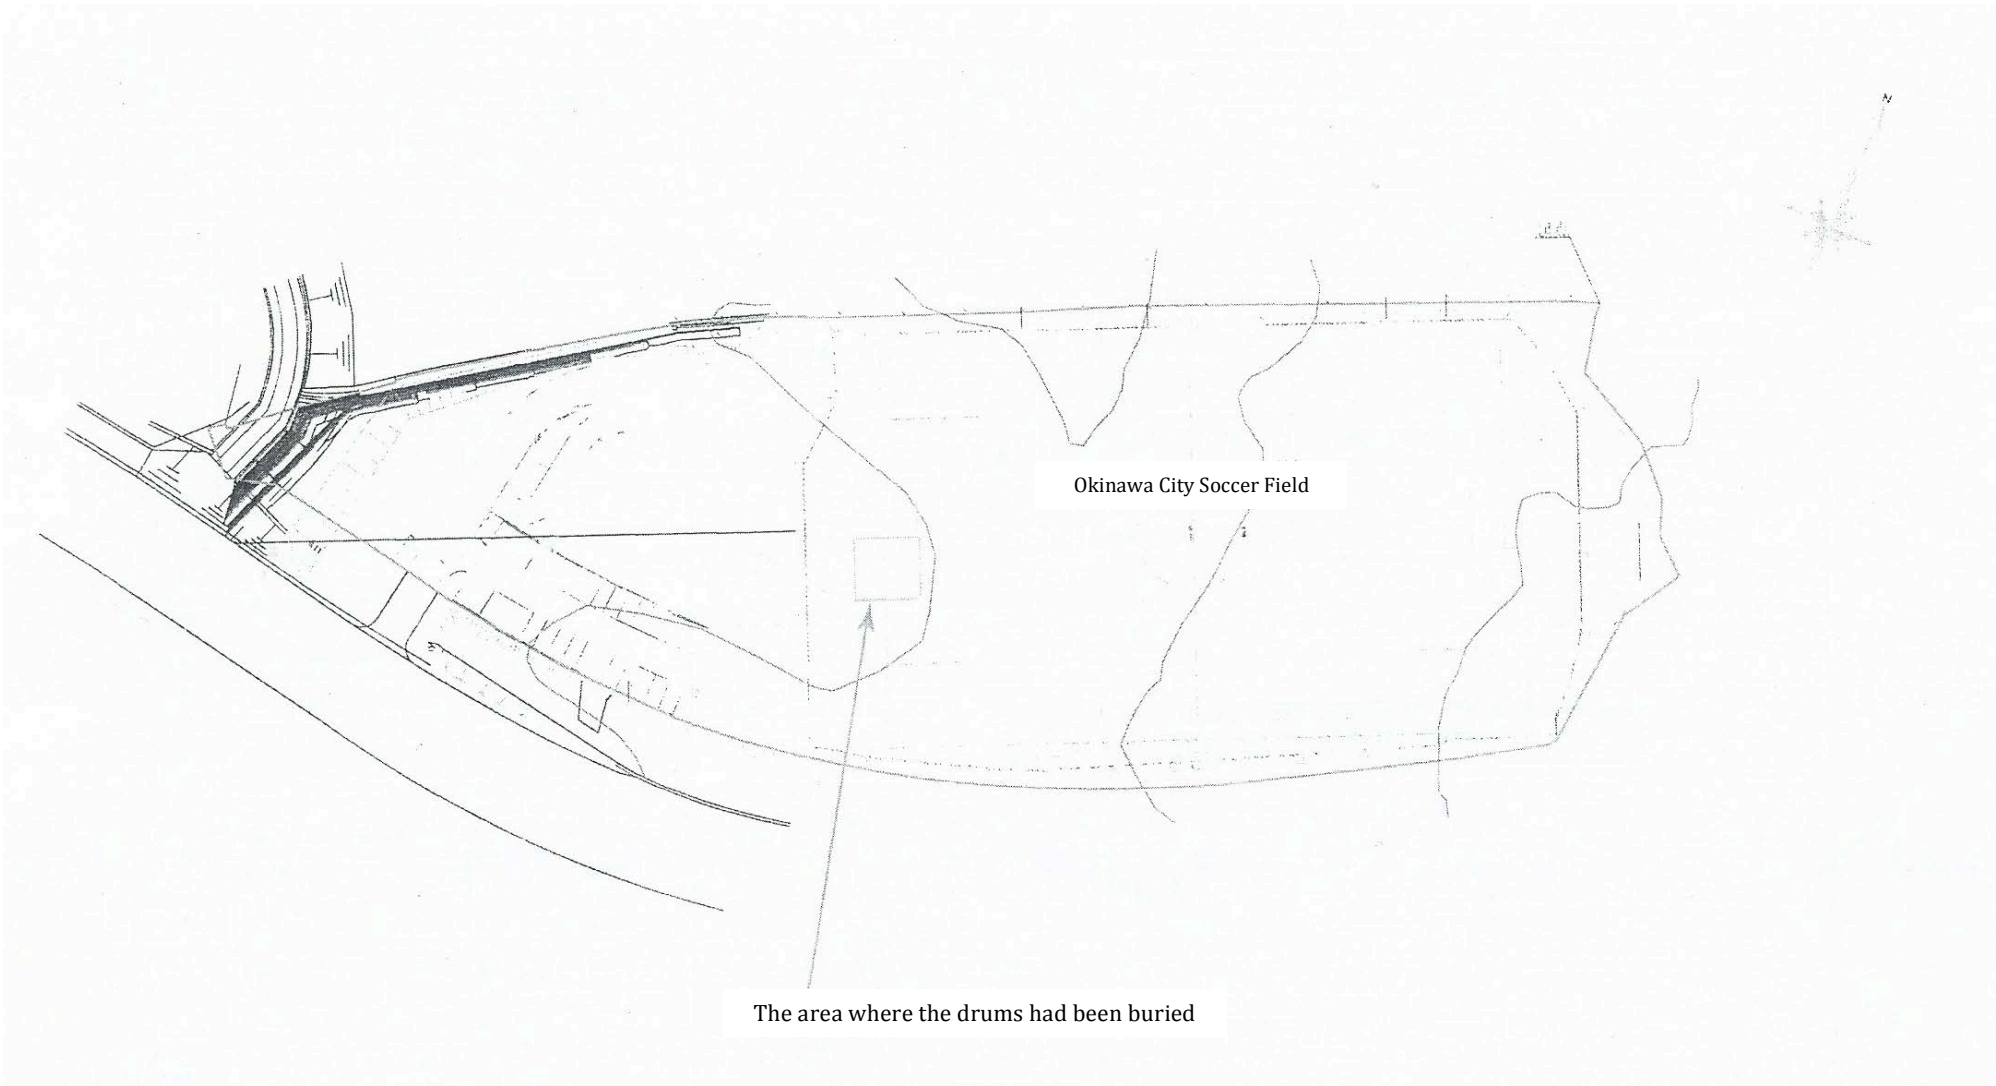 N
Okinawa City Soccer Field
The area where the drums had been buried